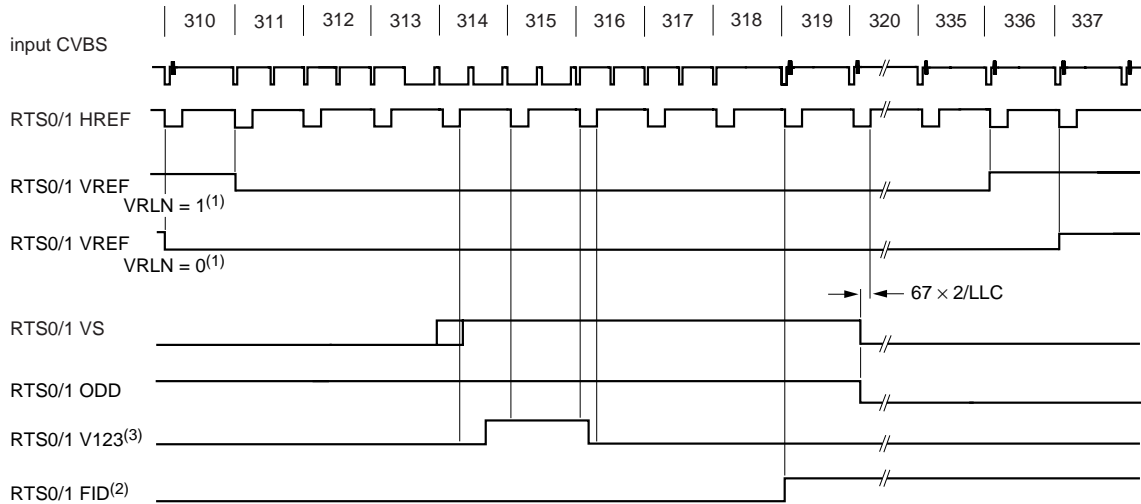 310 311 312 313 314 315 316 317 318 319 320 335 336 337
input CVBS
RTS0/1 HREF
RTS0/1 VREF
VRLN = 1(1)
RTS0/1 VREF
VRLN = 0(1)
67 × 2/LLC
RTS0/1 VS
RTS0/1 ODD
RTS0/1 V123(3)
RTS0/1 FID(2)